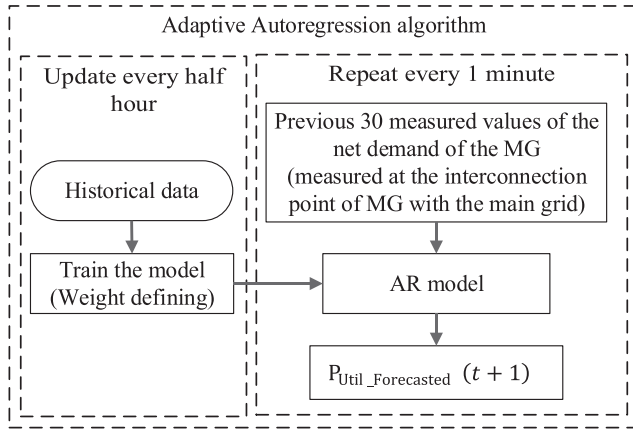 Adaptive Autoregression algorithm
Update every half
hour
Historical data
Train the model
(Weight defining)
Repeat every 1 minute
Previous 30 measured values of the
net demand of the MG
(measured at the interconnection
point of MG with the main grid)
AR model
P_Util_Forecasted (t + 1)